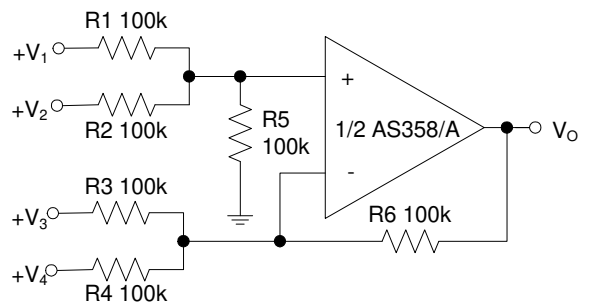 R1 100k
+V1
+V2
R2 100k
R5
100k
+
1/2 AS358/A
-
VO
R3 100k
+V3
+V4
R4 100k
R6 100k